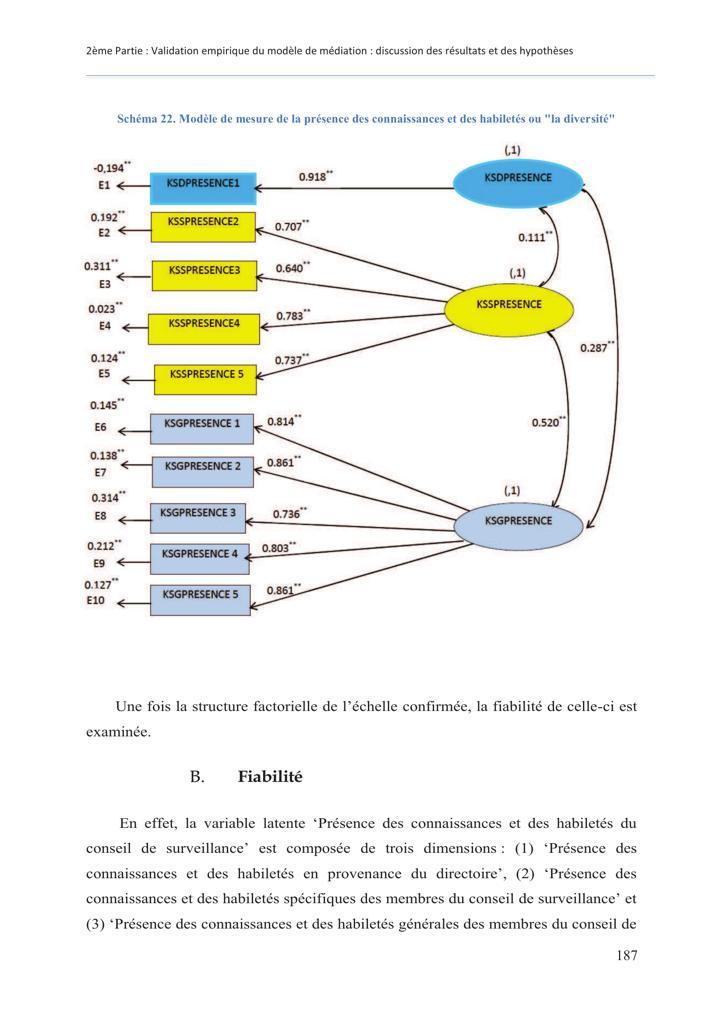 2ème Partie : Validation empirique du modèle de médiation : discussion des résultats et des hypothèses
Schéma 22. Modèle de mesure de la présence des connaissances et des habiletés ou "la diversité"
(,1)
-0,194**
E1
KSDPRESENCE1
0.918**
KSDPRESENCE
0.192**
E2
KSSPRESENCE2
0.707**
0.111**
0.311**
E3
KSSPRESENCE3
0.640**
(,1)
KSSPRESENCE
0.023**
E4
KSSPRESENCE4
0.783**
0.287**
0.124**
E5
KSSPRESENCE 5
0.737**
0.145**
E6
KSGPRESENCE 1
0.814**
0.520**
0.138**
E7
KSGPRESENCE 2
0.861**
(,1)
KSGPRESENCE
0.314**
E8
KSGPRESENCE 3
0.736**
0.212**
E9
KSGPRESENCE 4
0.803**
0.127**
E10
KSGPRESENCE 5
0.861**
Une fois la structure factorielle de l’échelle confirmée, la fiabilité de celle-ci est
examinée.
B. Fiabilité
En effet, la variable latente ‘Présence des connaissances et des habiletés du
conseil de surveillance’ est composée de trois dimensions : (1) ‘Présence des
connaissances et des habiletés en provenance du directoire’, (2) ‘Présence des
connaissances et des habiletés spécifiques des membres du conseil de surveillance’ et
(3) ‘Présence des connaissances et des habiletés générales des membres du conseil de
187